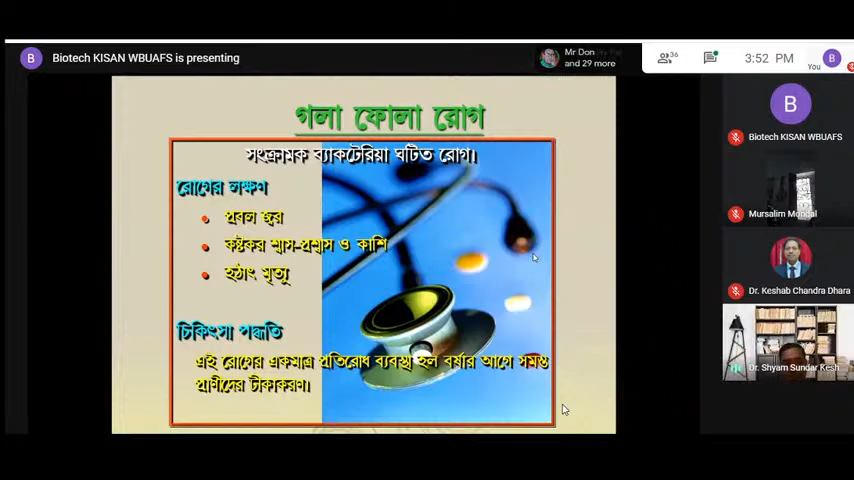 B Biotech KISAN WBUAFS is presenting
Mr Don
and 29 more
36
3:52 PM
You
B
গলা ফোলা রোগ
সংক্রামক ব্যাকটেরিয়া ঘটিত রোগ।
রোগের লক্ষণ
প্রবল জ্বর
কষ্টকর শ্বাস-প্রশ্বাস ও কাশি
হঠাৎ মৃত্যু
চিকিৎসা পদ্ধতি
এই রোগের একমাত্র প্রতিরোধ ব্যবস্থা হল বর্ষার আগে সমস্ত
প্রাণীদের টীকাকরণ।
B
Biotech KISAN WBUAFS
Mursalim Mondal
Dr. Keshab Chandra Dhara
Dr. Shyam Sundar Kesh